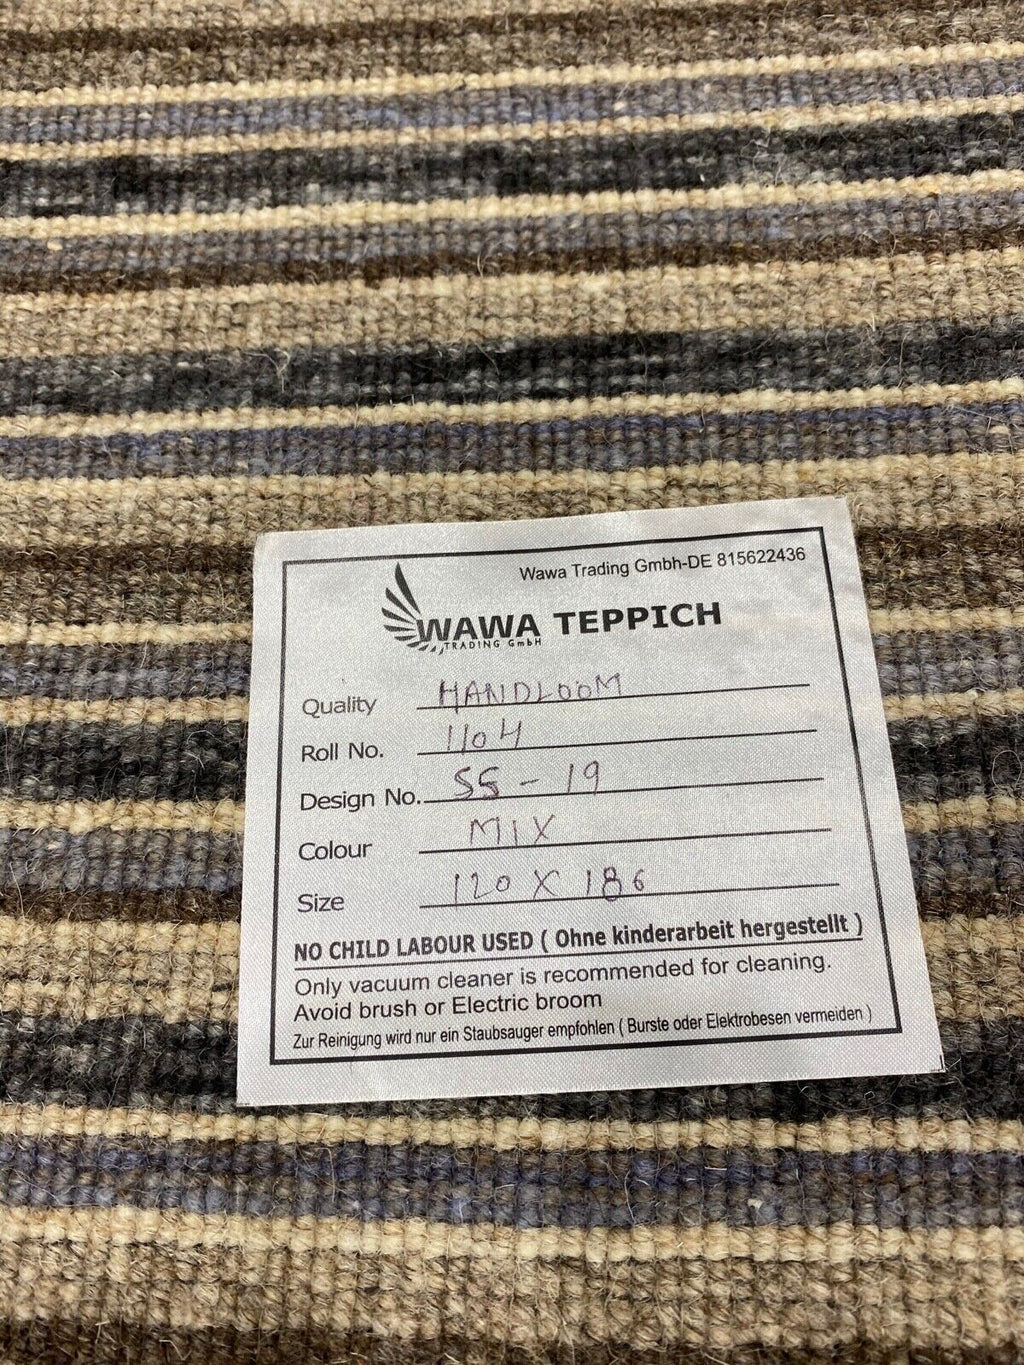 Wawa Trading Gmbh-DE 815622436
WAWA TEPPICH
TRADING GmbH
Quality HANDLOOM
Roll No. 1104
Design No. SS - 19
Colour MIX
Size 120 X 186
NO CHILD LABOUR USED ( Ohne kinderarbeit hergestellt )
Only vacuum cleaner is recommended for cleaning.
Avoid brush or Electric broom
Zur Reinigung wird nur ein Staubsauger empfohlen ( Burste oder Elektrobesen vermeiden )